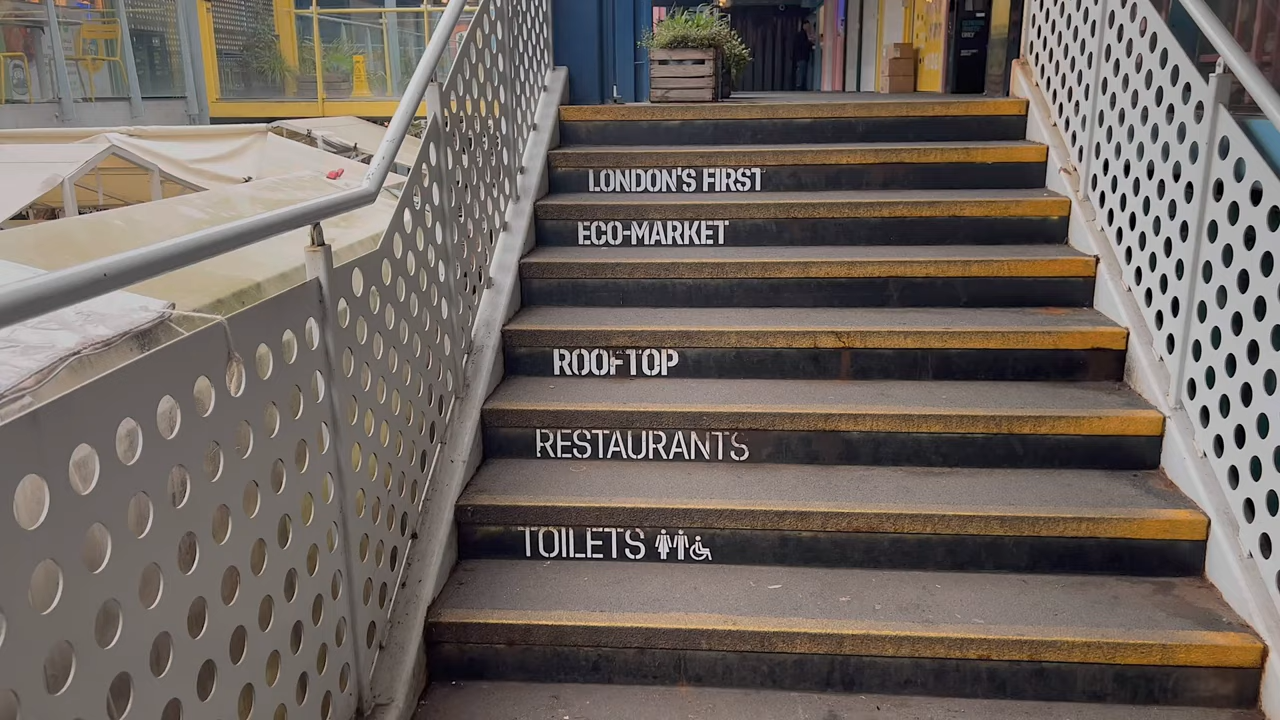 LONDON'S FIRST
ECO-MARKET
ROOFTOP
RESTAURANTS
TOILETS